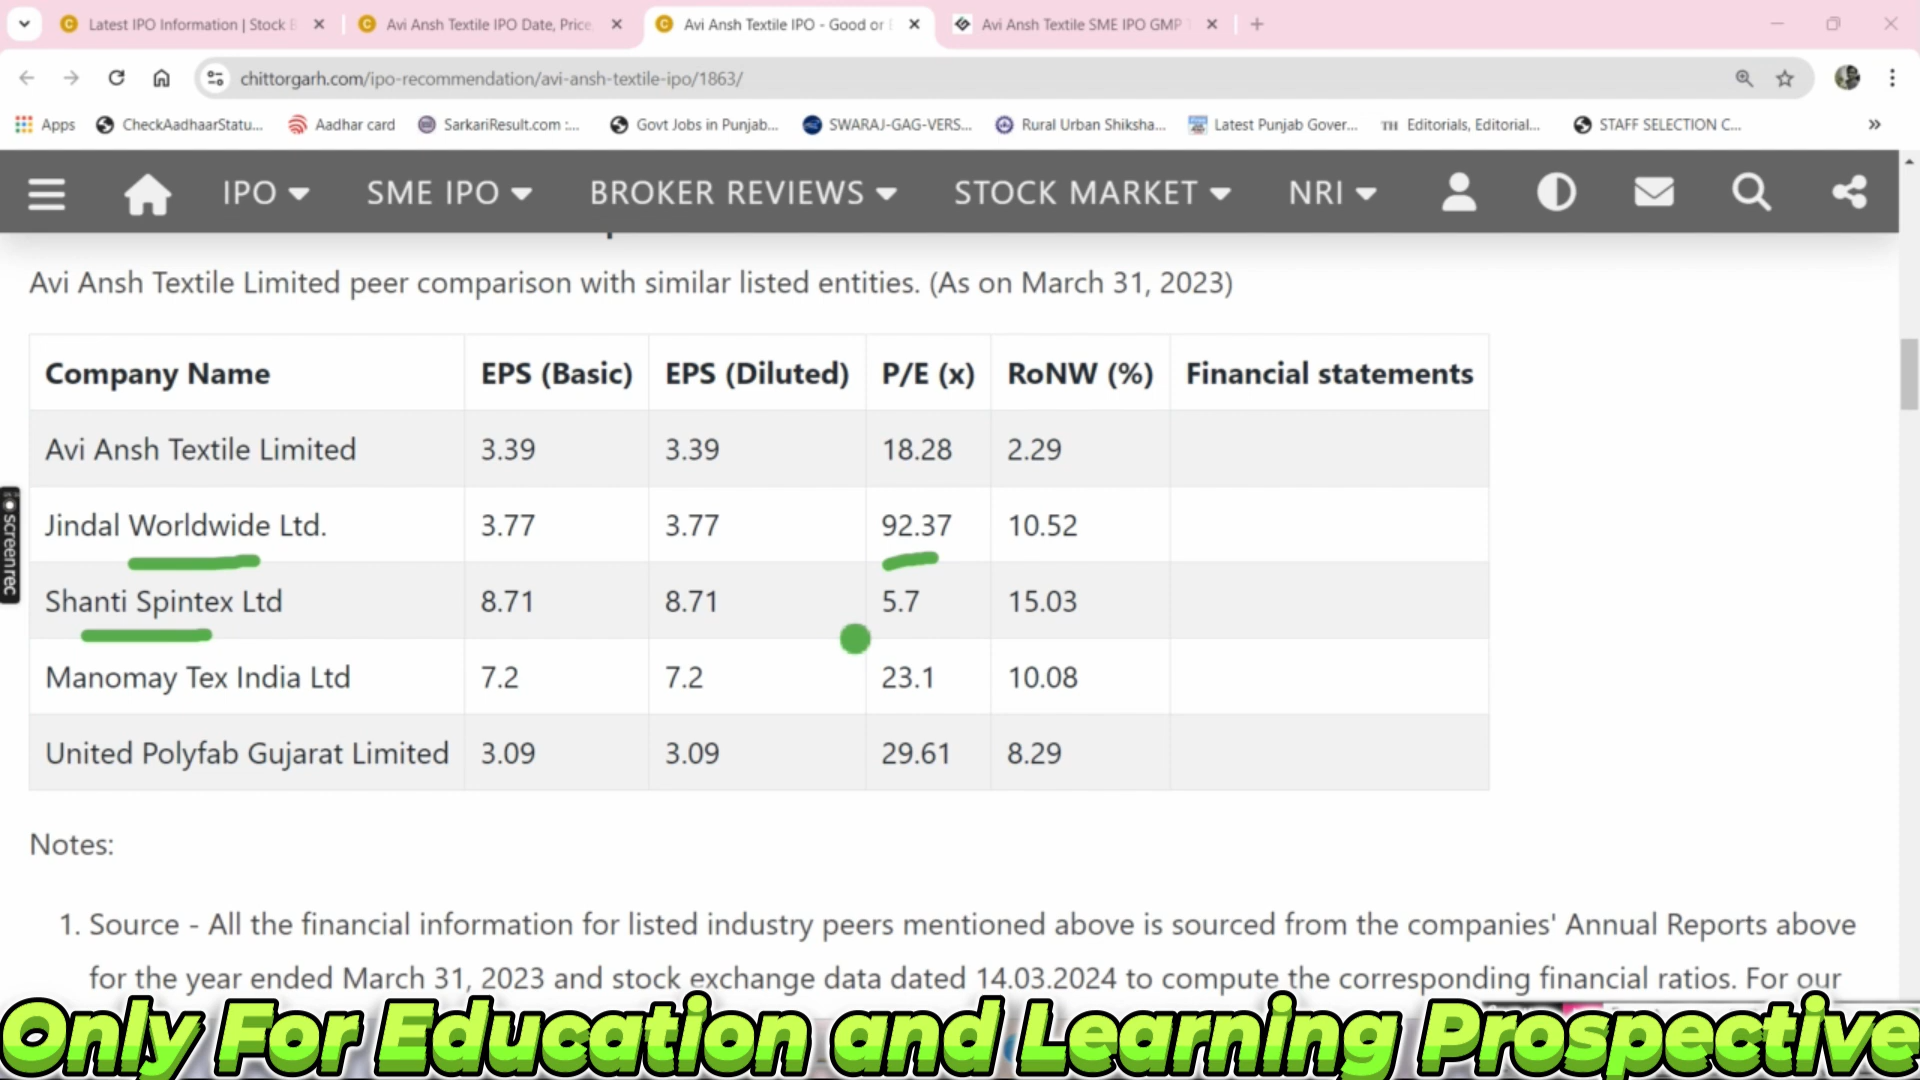 Latest IPO Information | Stock
Avi Ansh Textile IPO Date, Price
Avi Ansh Textile IPO - Good or
Avi Ansh Textile SME IPO GMP
chittorgarh.com/ipo-recommendation/avi-ansh-textile-ipo/1863/
Apps CheckAadhaarStatu... Aadhar card SarkariResult.com :... Govt Jobs in Punjab... SWARAJ-GAG-VERS... Rural Urban Shiksha... Latest Punjab Gover... TH Editorials, Editorial... STAFF SELECTION C... »
IPO SME IPO BROKER REVIEWS STOCK MARKET NRI
Avi Ansh Textile Limited peer comparison with similar listed entities. (As on March 31, 2023)
Company Name EPS (Basic) EPS (Diluted) P/E (x) RoNW (%) Financial statements
Avi Ansh Textile Limited 3.39 3.39 18.28 2.29
Jindal Worldwide Ltd. 3.77 3.77 92.37 10.52
Shanti Spintex Ltd 8.71 8.71 5.7 15.03
Manomay Tex India Ltd 7.2 7.2 23.1 10.08
United Polyfab Gujarat Limited 3.09 3.09 29.61 8.29
screenrec
Notes:
1. Source - All the financial information for listed industry peers mentioned above is sourced from the companies' Annual Reports above
for the year ended March 31, 2023 and stock exchange data dated 14.03.2024 to compute the corresponding financial ratios. For our
Only For Education and Learning Prospective